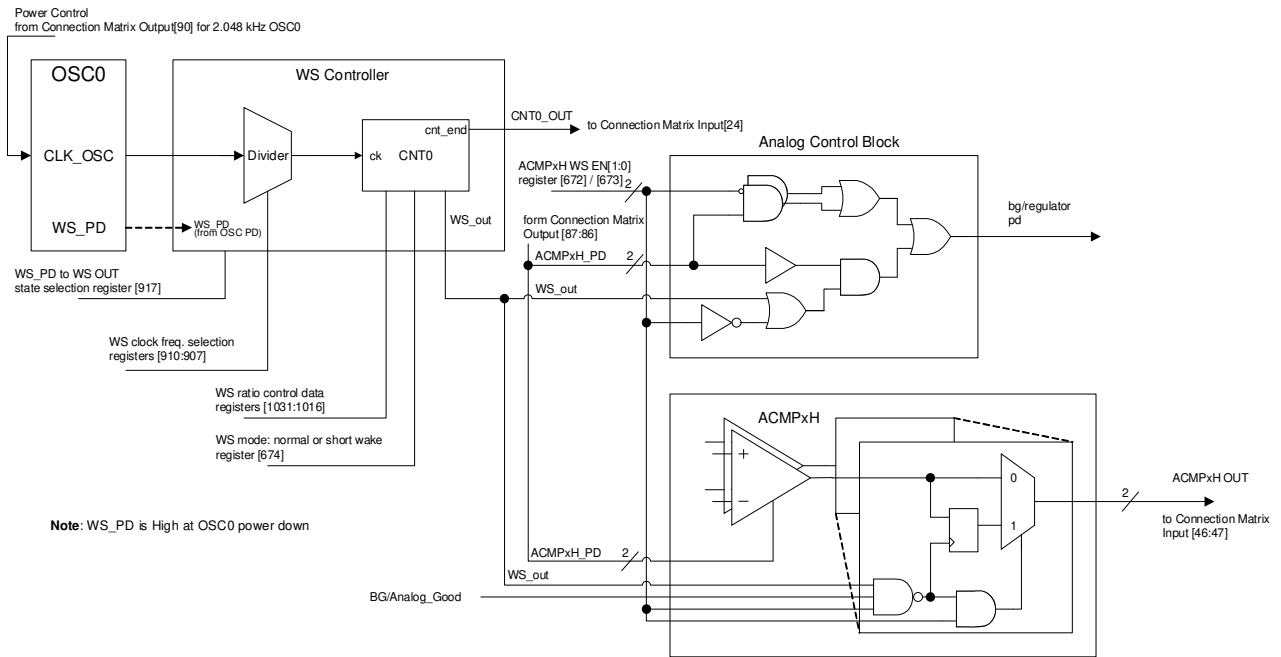 Power Control
from Connection Matrix Output[90] for 2.048 kHz OSC0
OSC0
CLK_OSC
WS_PD
WS Controller
Divider
cnt_end
ck CNT0
WS_PD
(from OSC PD)
WS_out
CNT0_OUT
to Connection Matrix Input[24]
WS_PD to WS OUT
state selection register [917]
WS clock freq. selection
registers [910:907]
WS ratio control data
registers [1031:1016]
WS mode: normal or short wake
register [674]
Note: WS_PD is High at OSC0 power down
Analog Control Block
ACMPxH WS EN[1:0]
register [672] / [673]
2
form Connection Matrix
Output [87:86]
ACMPxH_PD
2
WS_out
bg/regulator
pd
ACMPxH
+
−
0
1
ACMPxH_PD
2
WS_out
BG/Analog_Good
2
ACMPxH OUT
to Connection Matrix
Input [46:47]